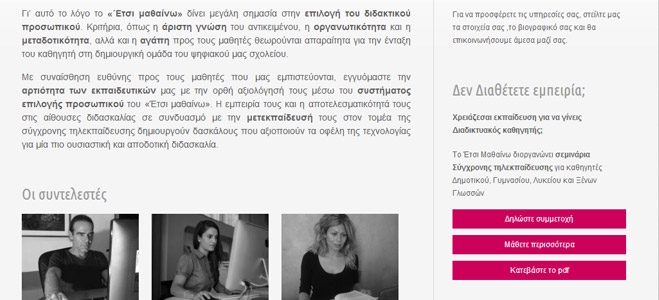 Γι' αυτό το λόγο το «Έτσι μαθαίνω» δίνει μεγάλη σημασία στην επιλογή του διδακτικού
προσωπικού. Κριτήρια, όπως η άριστη γνώση του αντικειμένου, η οργανωτικότητα και η
μεταδοτικότητα, αλλά και η αγάπη προς τους μαθητές θεωρούνται απαραίτητα για την ένταξη
του καθηγητή στη δημιουργική ομάδα του ψηφιακού μας σχολείου.
Με συναίσθηση ευθύνης προς τους μαθητές που μας εμπιστεύονται, εγγυόμαστε την
αρτιότητα των εκπαιδευτικών μας με την ορθή αξιολόγησή τους μέσω του συστήματος
επιλογής προσωπικού του «Έτσι μαθαίνω». Η εμπειρία τους και η αποτελεσματικότητά τους
στις αίθουσες διδασκαλίας σε συνδυασμό με την μετεκπαίδευσή τους στον τομέα της
σύγχρονης τηλεκπαίδευσης δημιουργούν δασκάλους που αξιοποιούν τα οφέλη της τεχνολογίας
για μία πιο ουσιαστική και αποδοτική διδασκαλία.
Οι συντελεστές
Για να προσφέρετε τις υπηρεσίες σας, στείλτε μας
τα στοιχεία σας ,το βιογραφικό σας και θα
επικοινωνήσουμε άμεσα μαζί σας.
Δεν Διαθέτετε εμπειρία;
Χρειάζεσαι εκπαίδευση για να γίνεις
Διαδικτυακός καθηγητής;
Το Έτσι Μαθαίνω διοργανώνει σεμινάρια
Σύγχρονης τηλεκπαίδευσης για καθηγητές
Δημοτικού, Γυμνασίου, Λυκείου και Ξένων
Γλωσσών
Δηλώστε συμμετοχή
Μάθετε περισσότερα
Κατεβάστε το pdf